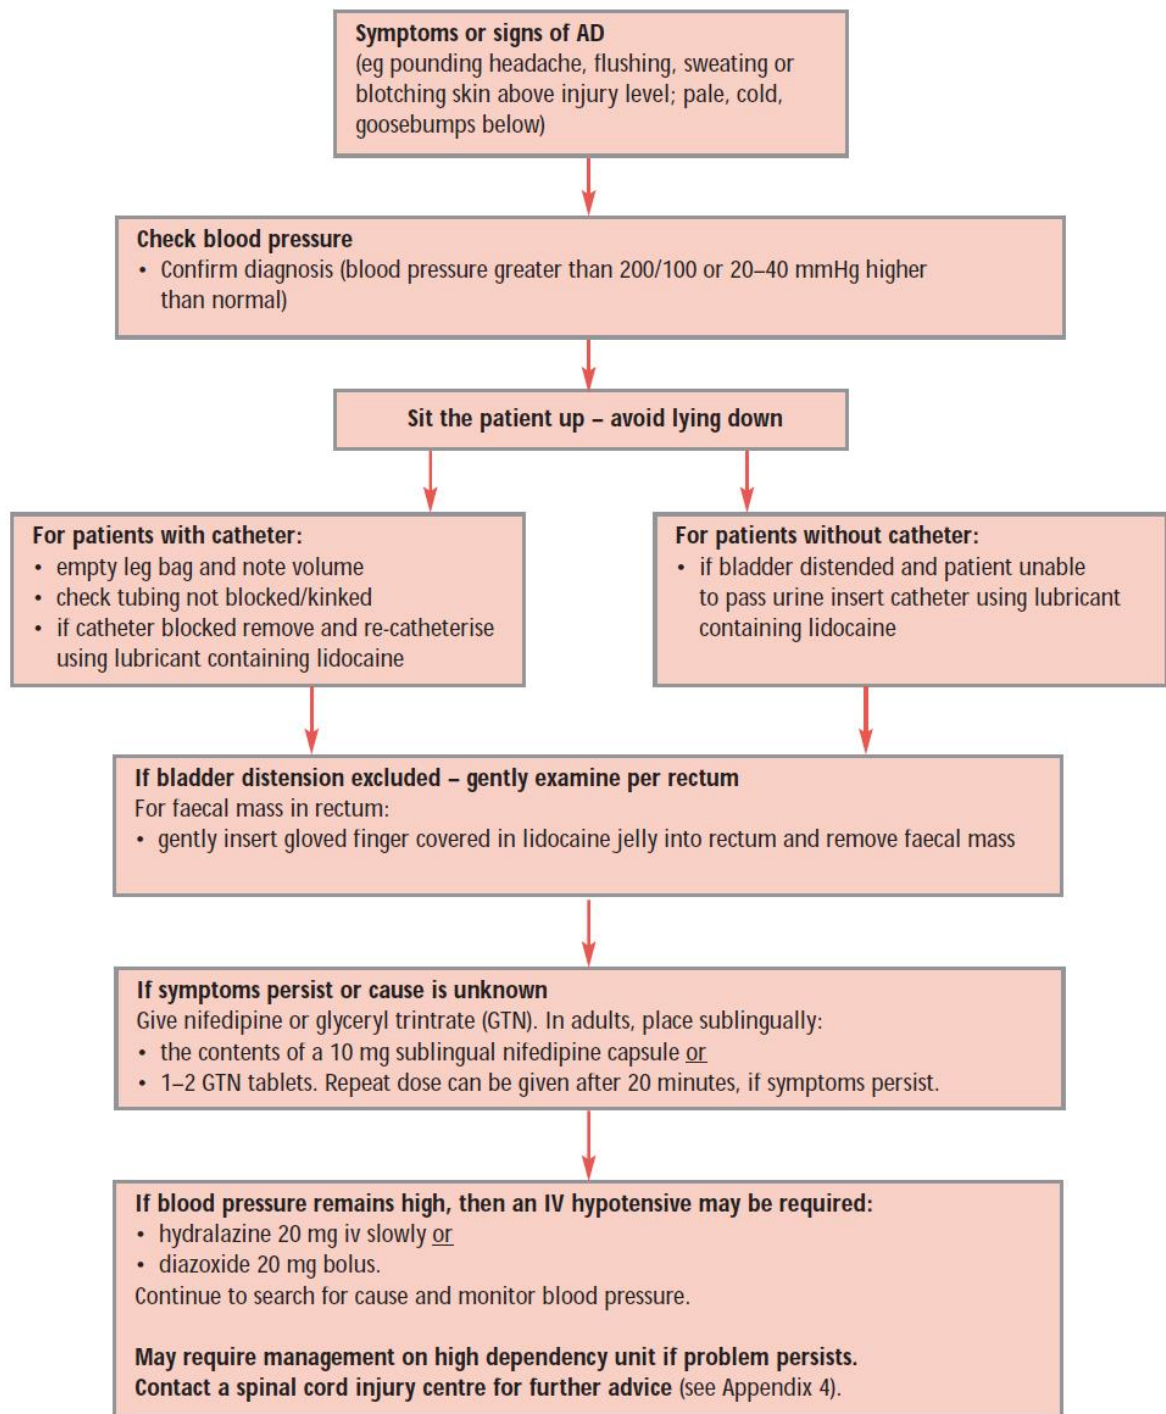 Symptoms or signs of AD
(eg pounding headache, flushing, sweating or
blotching skin above injury level; pale, cold,
goosebumps below)
Check blood pressure
• Confirm diagnosis (blood pressure greater than 200/100 or 20–40 mmHg higher
than normal)
Sit the patient up – avoid lying down
For patients with catheter:
• empty leg bag and note volume
• check tubing not blocked/kinked
• if catheter blocked remove and re-catheterise
using lubricant containing lidocaine
For patients without catheter:
• if bladder distended and patient unable
to pass urine insert catheter using lubricant
containing lidocaine
If bladder distension excluded – gently examine per rectum
For faecal mass in rectum:
• gently insert gloved finger covered in lidocaine jelly into rectum and remove faecal mass
If symptoms persist or cause is unknown
Give nifedipine or glyceryl trintrate (GTN). In adults, place sublingually:
• the contents of a 10 mg sublingual nifedipine capsule or
• 1–2 GTN tablets. Repeat dose can be given after 20 minutes, if symptoms persist.
If blood pressure remains high, then an IV hypotensive may be required:
• hydralazine 20 mg iv slowly or
• diazoxide 20 mg bolus.
Continue to search for cause and monitor blood pressure.
May require management on high dependency unit if problem persists.
Contact a spinal cord injury centre for further advice (see Appendix 4).